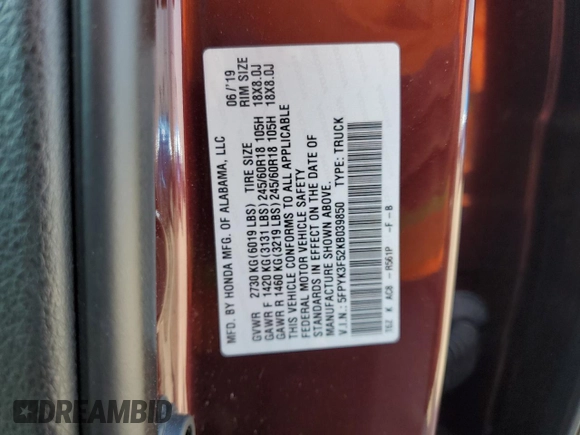 MFD. BY HONDA MFG. OF ALABAMA, LLC 06/'19
GVWR 2730 KG(6019 LBS) TIRE SIZE RIM SIZE
GAWR F 1420 KG(3131 LBS) 245/60R18 105H 18X8.0J
GAWR R 1460 KG(3219 LBS) 245/60R18 105H 18X8.0J
THIS VEHICLE CONFORMS TO ALL APPLICABLE
FEDERAL MOTOR VEHICLE SAFETY
STANDARDS IN EFFECT ON THE DATE OF
MANUFACTURE SHOWN ABOVE.
V.I.N.: 5FPYK3F52KB039850 TYPE: TRUCK
T6Z K AC8 - R561P - F - B
DREAMBID